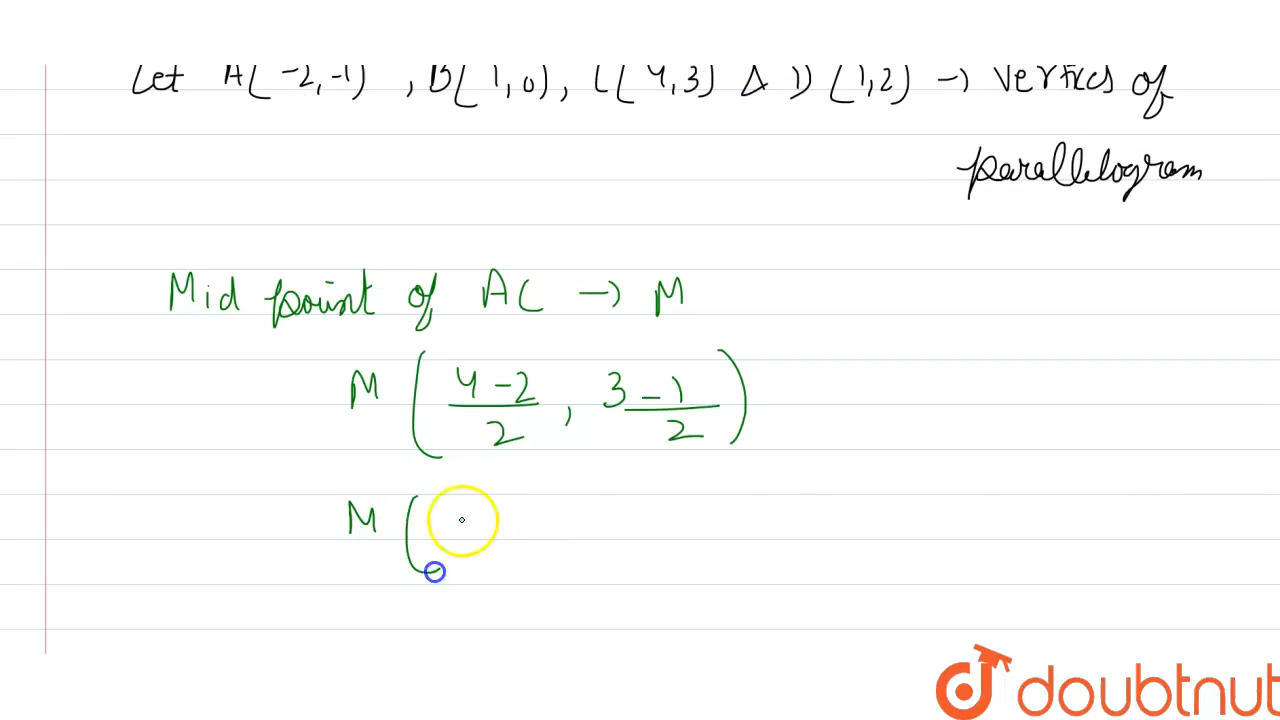 Let A(-2,-1) , B(1,0), C(4,3) & D(1,2) → vertices of
parallelogram
Mid point of AC → M
M ( 4-2/2 , 3-1/2 )
M (
doubtnut